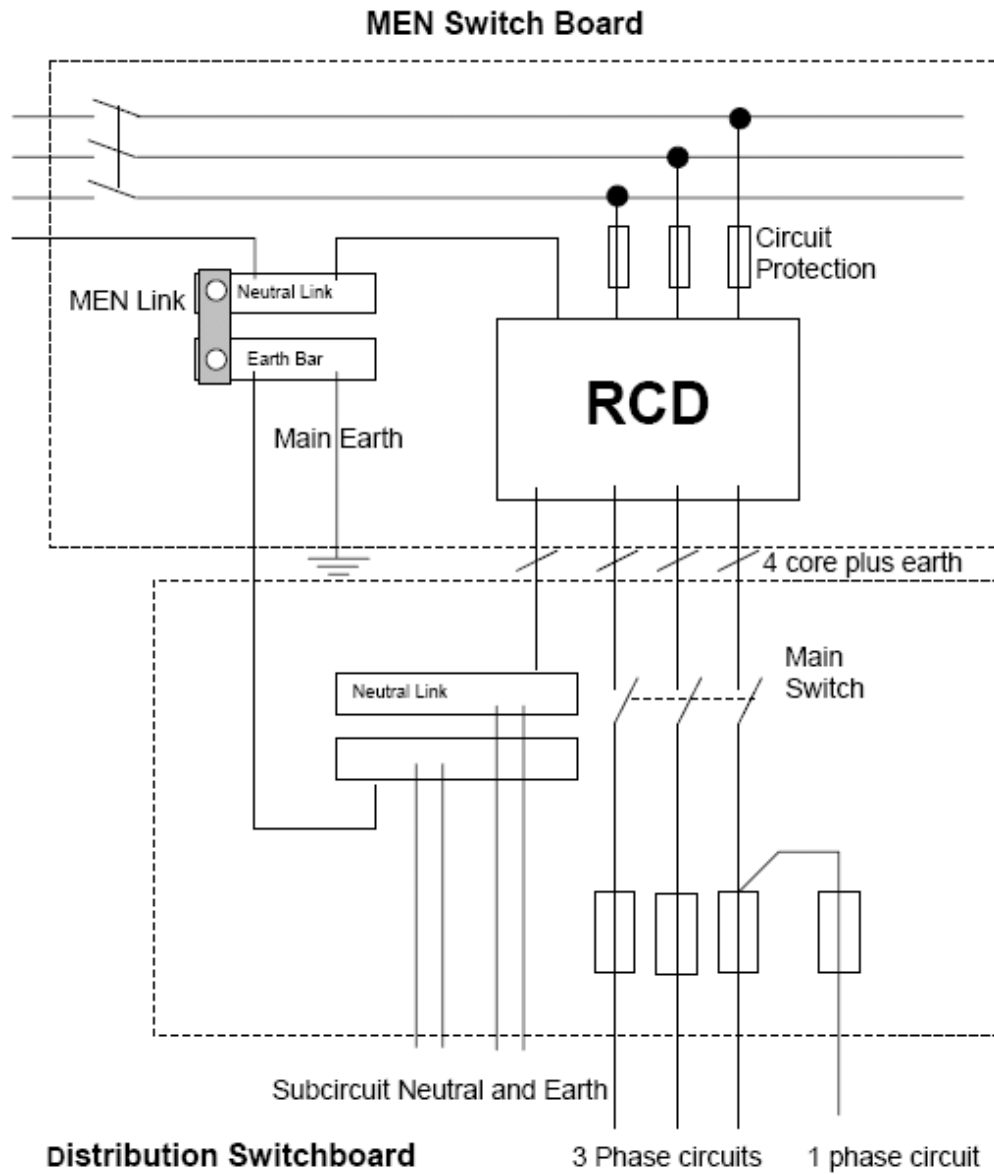 MEN Switch Board
Circuit
Protection
MEN Link
Neutral Link
Earth Bar
RCD
Main Earth
4 core plus earth
Main
Switch
Neutral Link
Subcircuit Neutral and Earth
Distribution Switchboard
3 Phase circuits
1 phase circuit